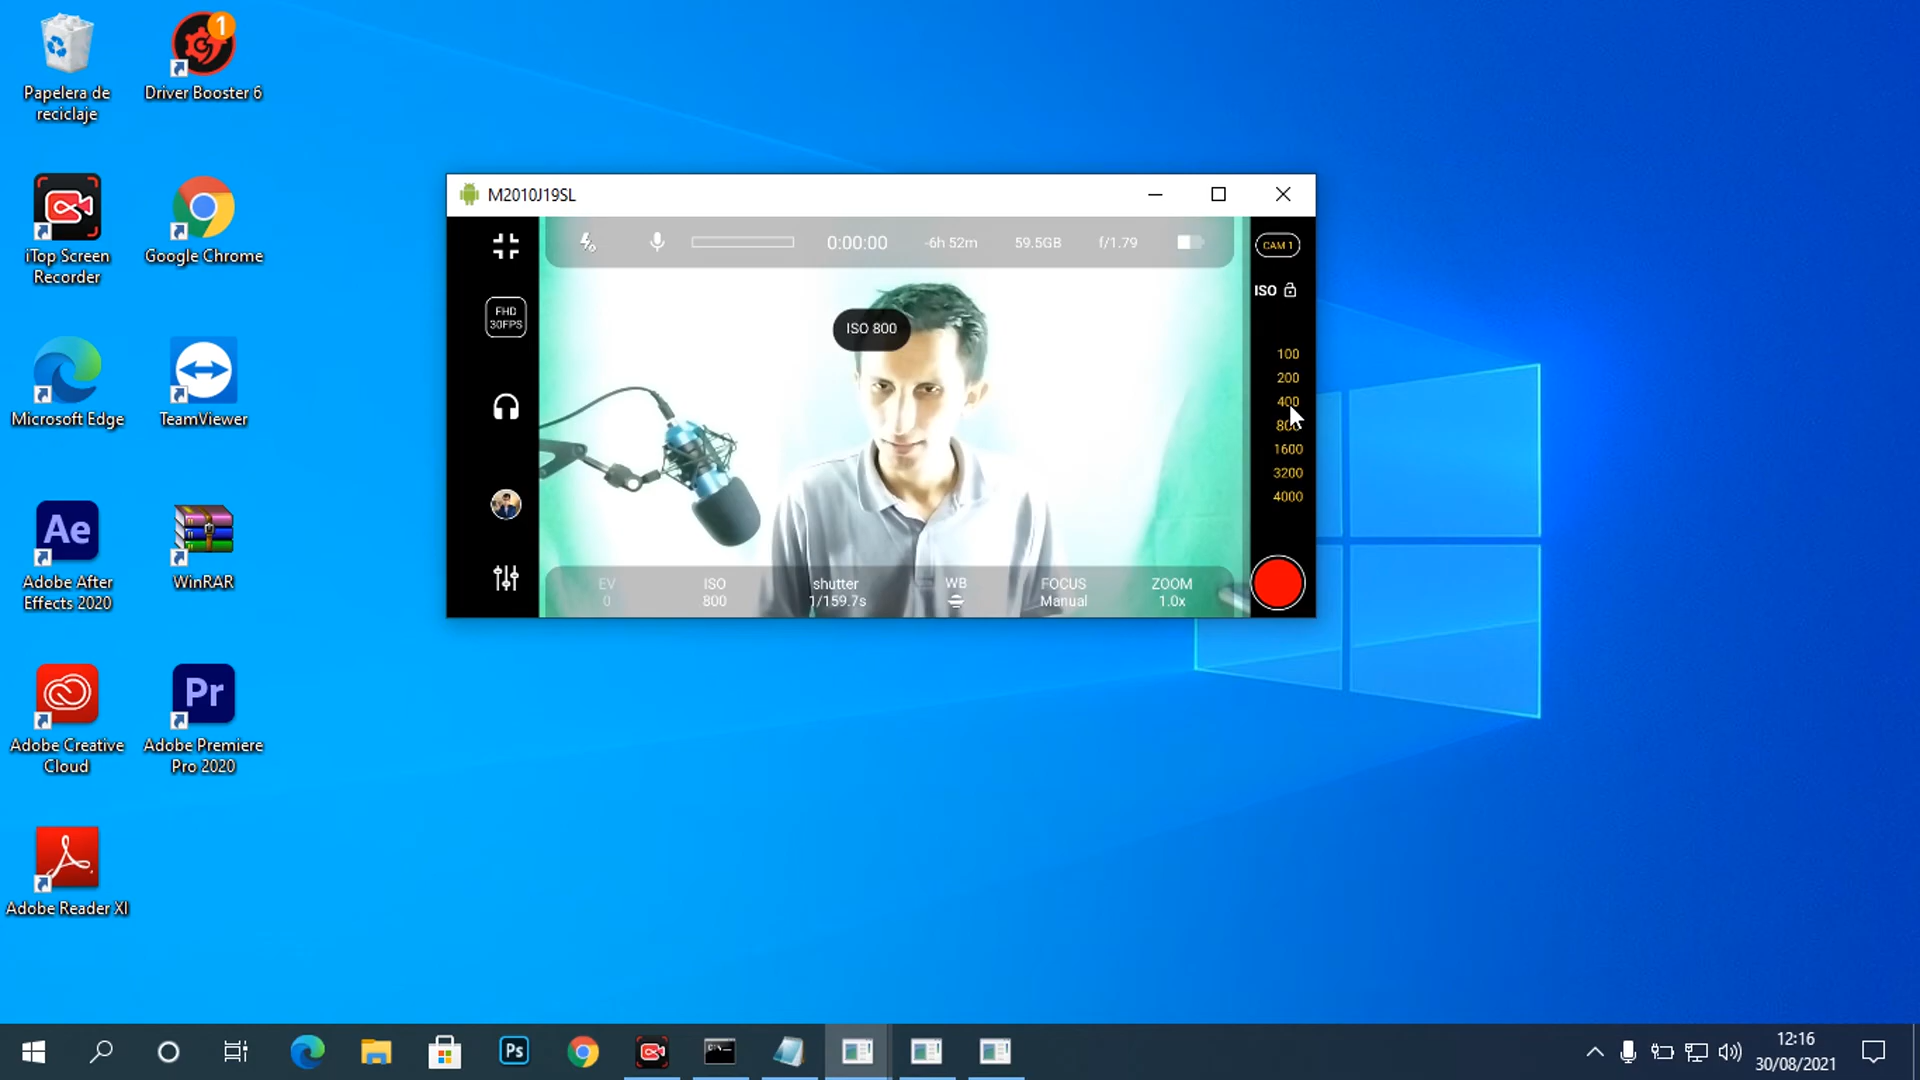 Papelera de
reciclaje
1
Driver Booster 6
iTop Screen
Recorder
Google Chrome
Microsoft Edge
TeamViewer
Ae
Adobe After
Effects 2020
WinRAR
Adobe Creative
Cloud
Pr
Adobe Premiere
Pro 2020
Adobe Reader XI
M2010J19SL
0:00:00
-6h 52m
59.5GB
f/1.79
CAM 1
FHD
30FPS
ISO
ISO 800
100
200
400
800
1600
3200
4000
EV
0
ISO
800
shutter
1/159.7s
WB
FOCUS
Manual
ZOOM
1.0x
Ps
12:16
30/08/2021